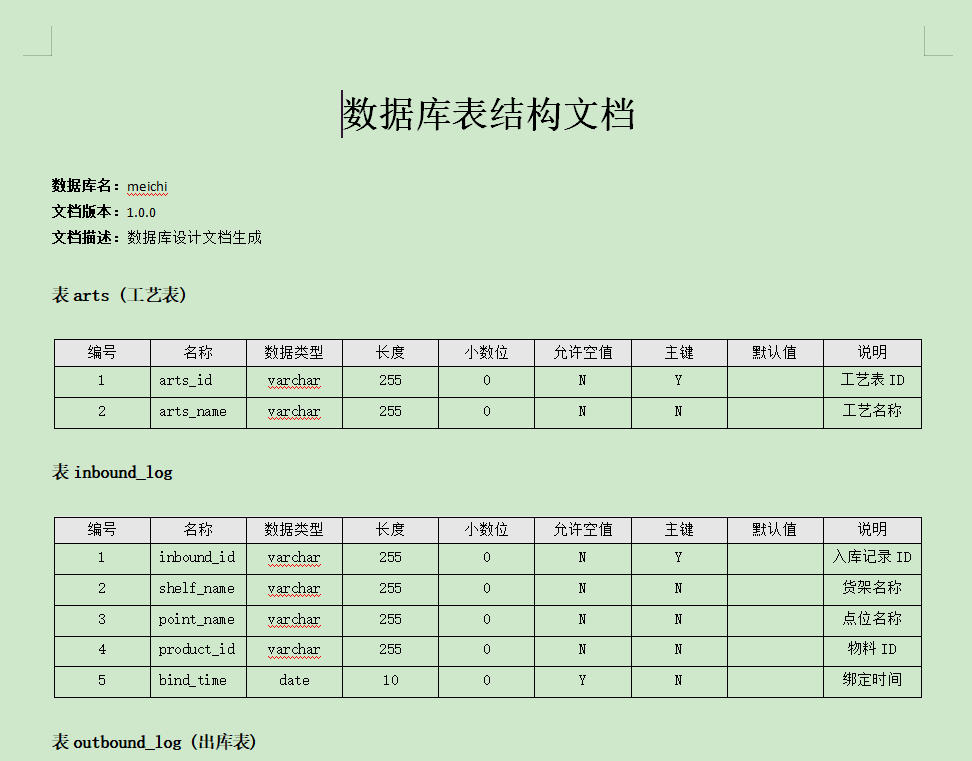 数据库表结构文档
数据库名：meichi
文档版本：1.0.0
文档描述：数据库设计文档生成
表 arts (工艺表)
编号 名称 数据类型 长度 小数位 允许空值 主键 默认值 说明
1 arts_id varchar 255 0 N Y 工艺表 ID
2 arts_name varchar 255 0 N N 工艺名称
表 inbound_log
编号 名称 数据类型 长度 小数位 允许空值 主键 默认值 说明
1 inbound_id varchar 255 0 N Y 入库记录 ID
2 shelf_name varchar 255 0 N N 货架名称
3 point_name varchar 255 0 N N 点位名称
4 product_id varchar 255 0 N N 物料 ID
5 bind_time date 10 0 Y N 绑定时间
表 outbound_log (出库表)